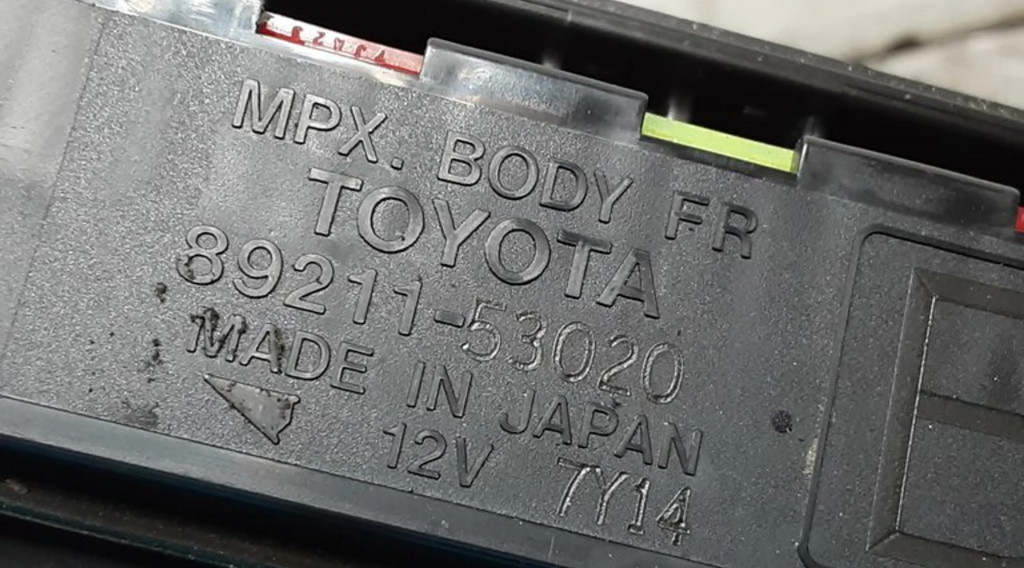 MPX. BODY FR
TOYOTA
89211-53020
MADE IN JAPAN
12V 7Y14